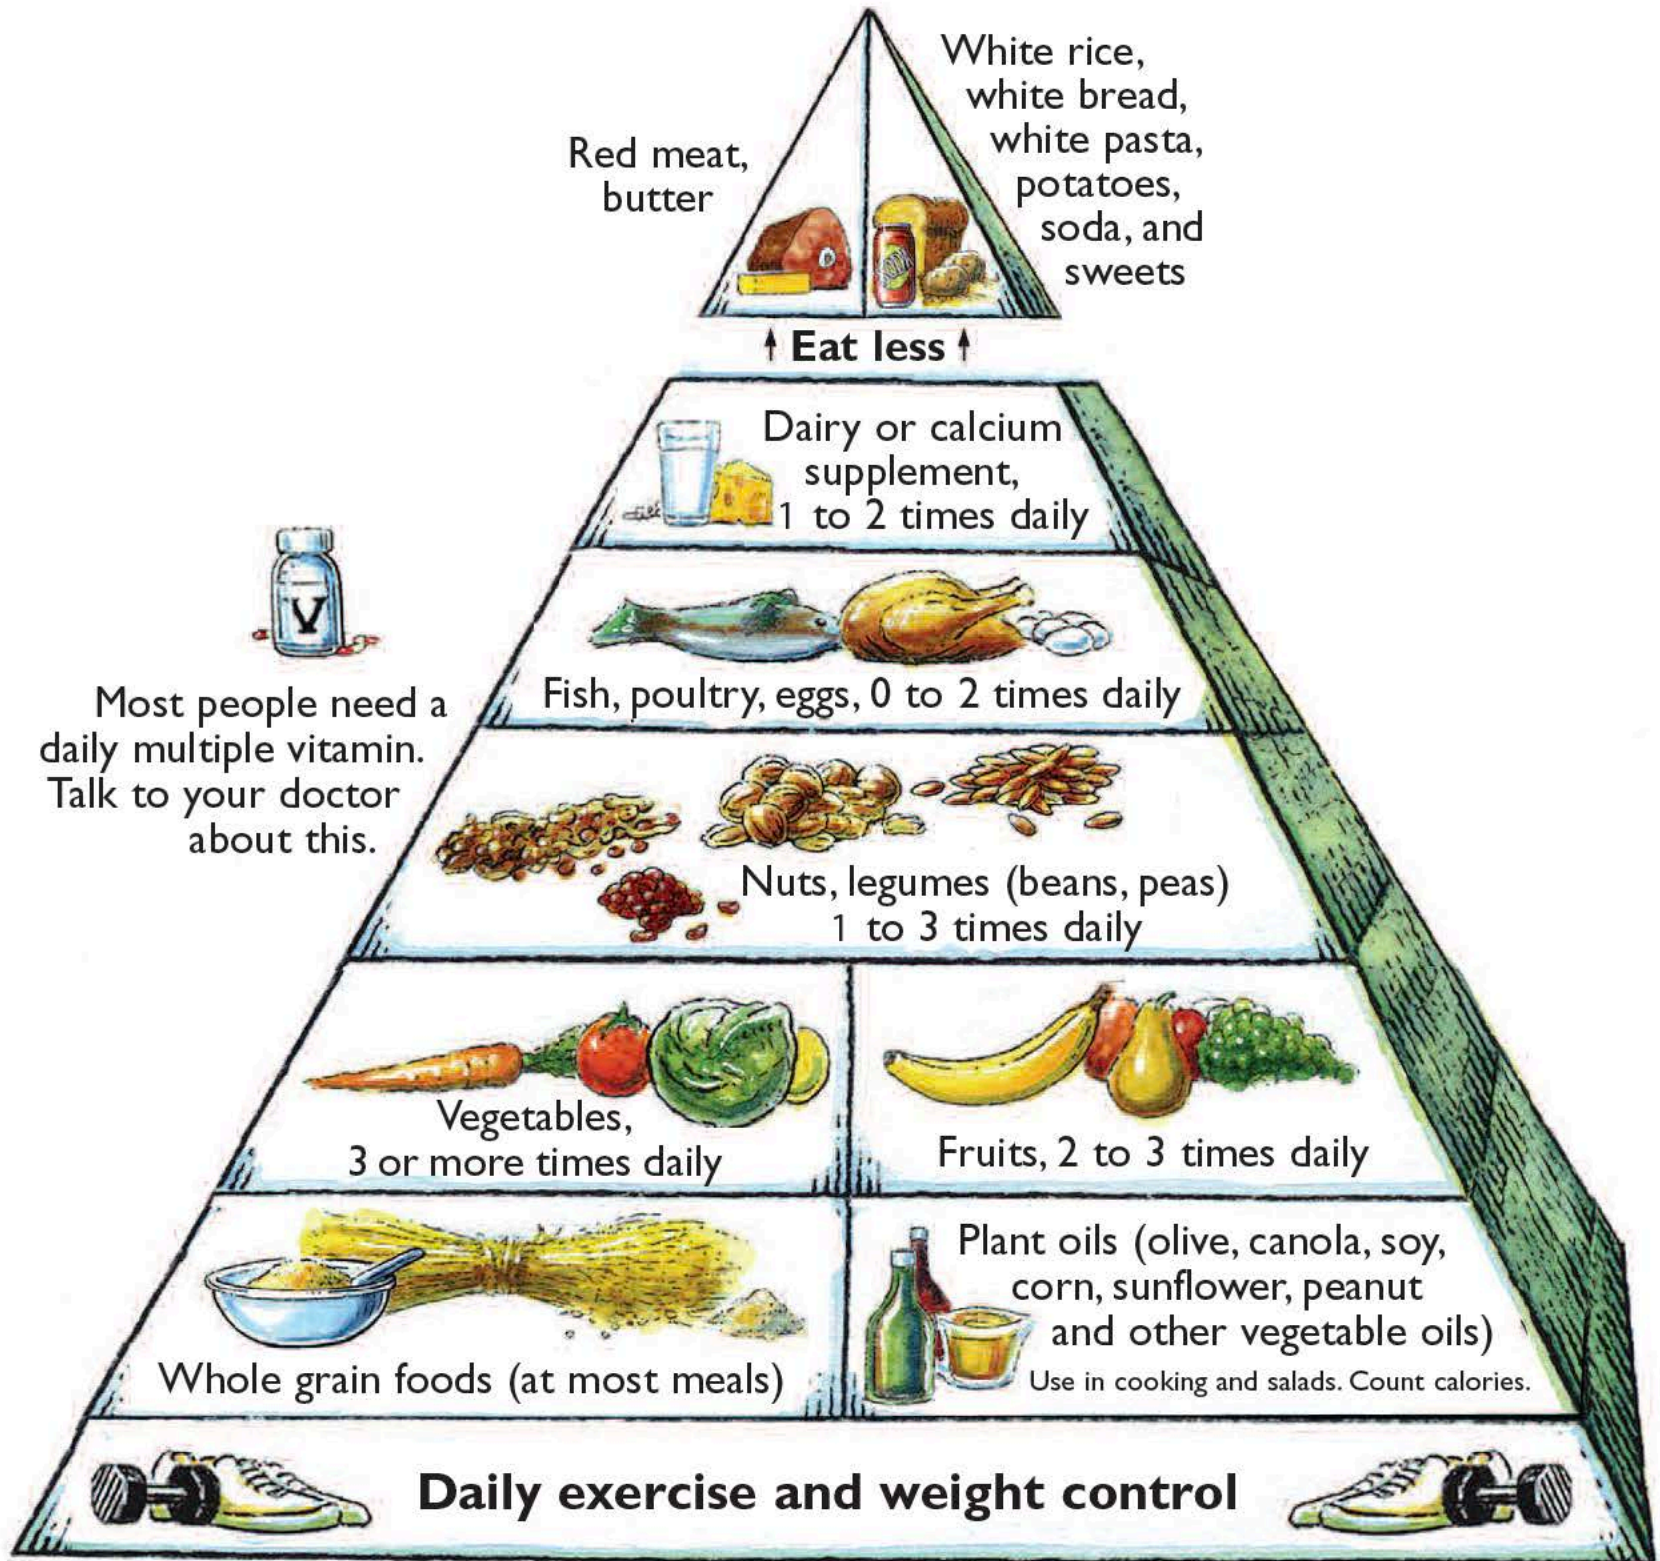 White rice,
white bread,
white pasta,
potatoes,
soda, and
sweets
Red meat,
butter
SODA
Eat less
Dairy or calcium
supplement,
1 to 2 times daily
Fish, poultry, eggs, 0 to 2 times daily
V
Most people need a
daily multiple vitamin.
Talk to your doctor
about this.
Nuts, legumes (beans, peas)
1 to 3 times daily
Vegetables,
3 or more times daily
Fruits, 2 to 3 times daily
Whole grain foods (at most meals)
Plant oils (olive, canola, soy,
corn, sunflower, peanut
and other vegetable oils)
Use in cooking and salads. Count calories.
Daily exercise and weight control